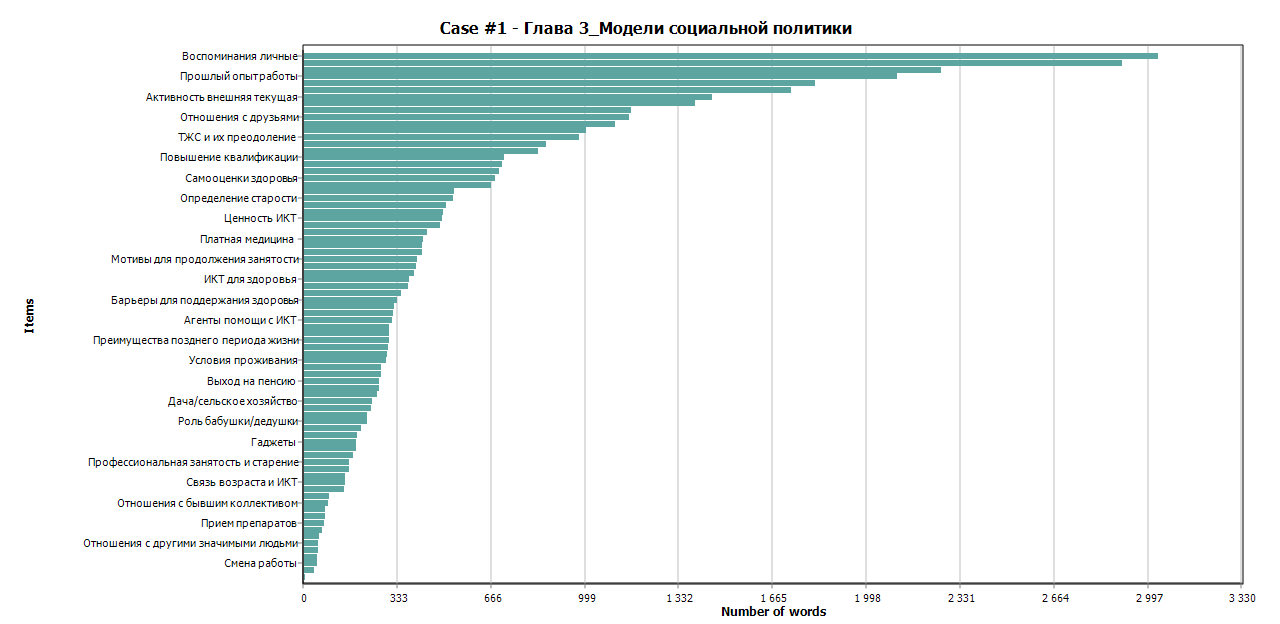 Case #1 - Глава 3_Модели социальной политики
Воспоминания личные
Прошлый опыт работы
Активность внешняя текущая
Отношения с друзьями
ТЖС и их преодоление
Повышение квалификации
Самооценки здоровья
Определение старости
Ценность ИКТ
Платная медицина
Мотивы для продолжения занятости
ИКТ для здоровья
Барьеры для поддержания здоровья
Агенты помощи с ИКТ
Преимущества позднего периода жизни
Условия проживания
Выход на пенсию
Дача/сельское хозяйство
Роль бабушки/дедушки
Гаджеты
Профессиональная занятость и старение
Связь возраста и ИКТ
Отношения с бывшим коллективом
Прием препаратов
Отношения с другими значимыми людьми
Смена работы
Items
0 333 666 999 1 332 1 665 1 998 2 331 2 664 2 997 3 330
Number of words